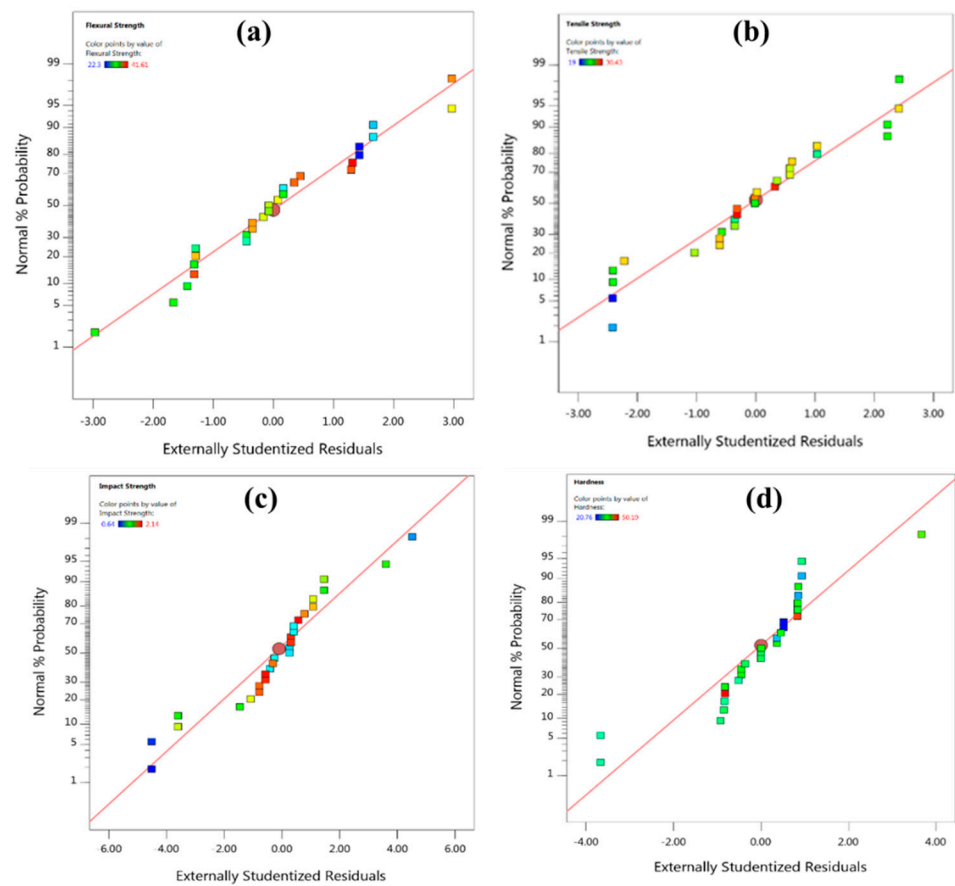 (a)
Flexural Strength
Color points by value of
Flexural Strength:
22.3 41.61
Normal % Probability
99
95
90
80
70
50
30
20
10
5
1
-3.00 -2.00 -1.00 0.00 1.00 2.00 3.00
Externally Studentized Residuals
(b)
Tensile Strength
Color points by value of
Tensile Strength:
19 30.43
Normal % Probability
99
95
90
80
70
50
30
20
10
5
1
-3.00 -2.00 -1.00 0.00 1.00 2.00 3.00
Externally Studentized Residuals
(c)
Impact Strength
Color points by value of
Impact Strength:
0.64 2.14
Normal % Probability
99
95
90
80
70
50
30
20
10
5
1
-6.00 -4.00 -2.00 0.00 2.00 4.00 6.00
Externally Studentized Residuals
(d)
Hardness
Color points by value of
Hardness:
20.76 50.19
Normal % Probability
99
95
90
80
70
50
30
20
10
5
1
-4.00 -2.00 0.00 2.00 4.00
Externally Studentized Residuals